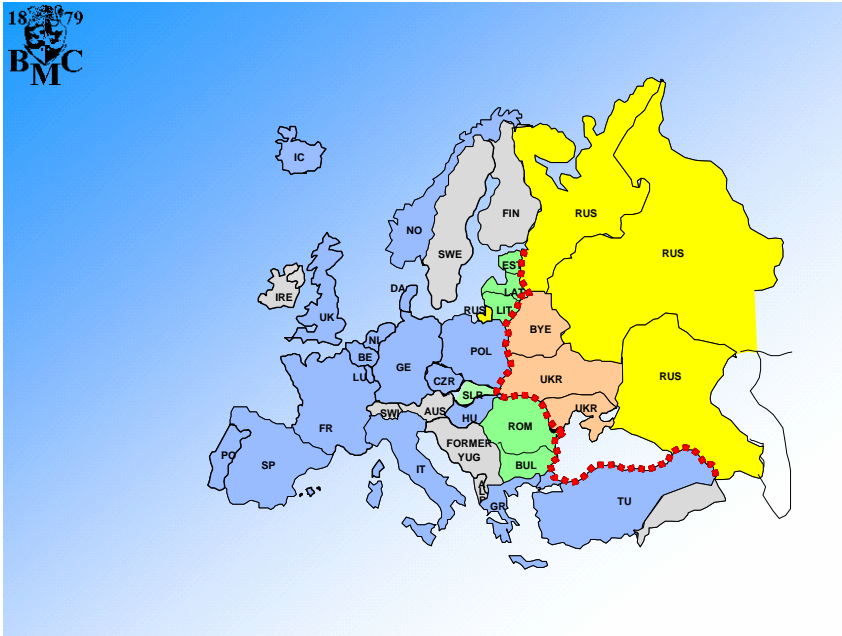 18 79
B M C
IC
NO
SWE
FIN
RUS
RUS
EST
LAT
LIT
RUS
DA
IRE
UK
NL
BE
LU
GE
POL
BYE
UKR
UKR
RUS
CZR
SLR
AUS
SWI
HU
ROM
FR
FORMER
YUG
BUL
PO
SP
IT
GR
TU